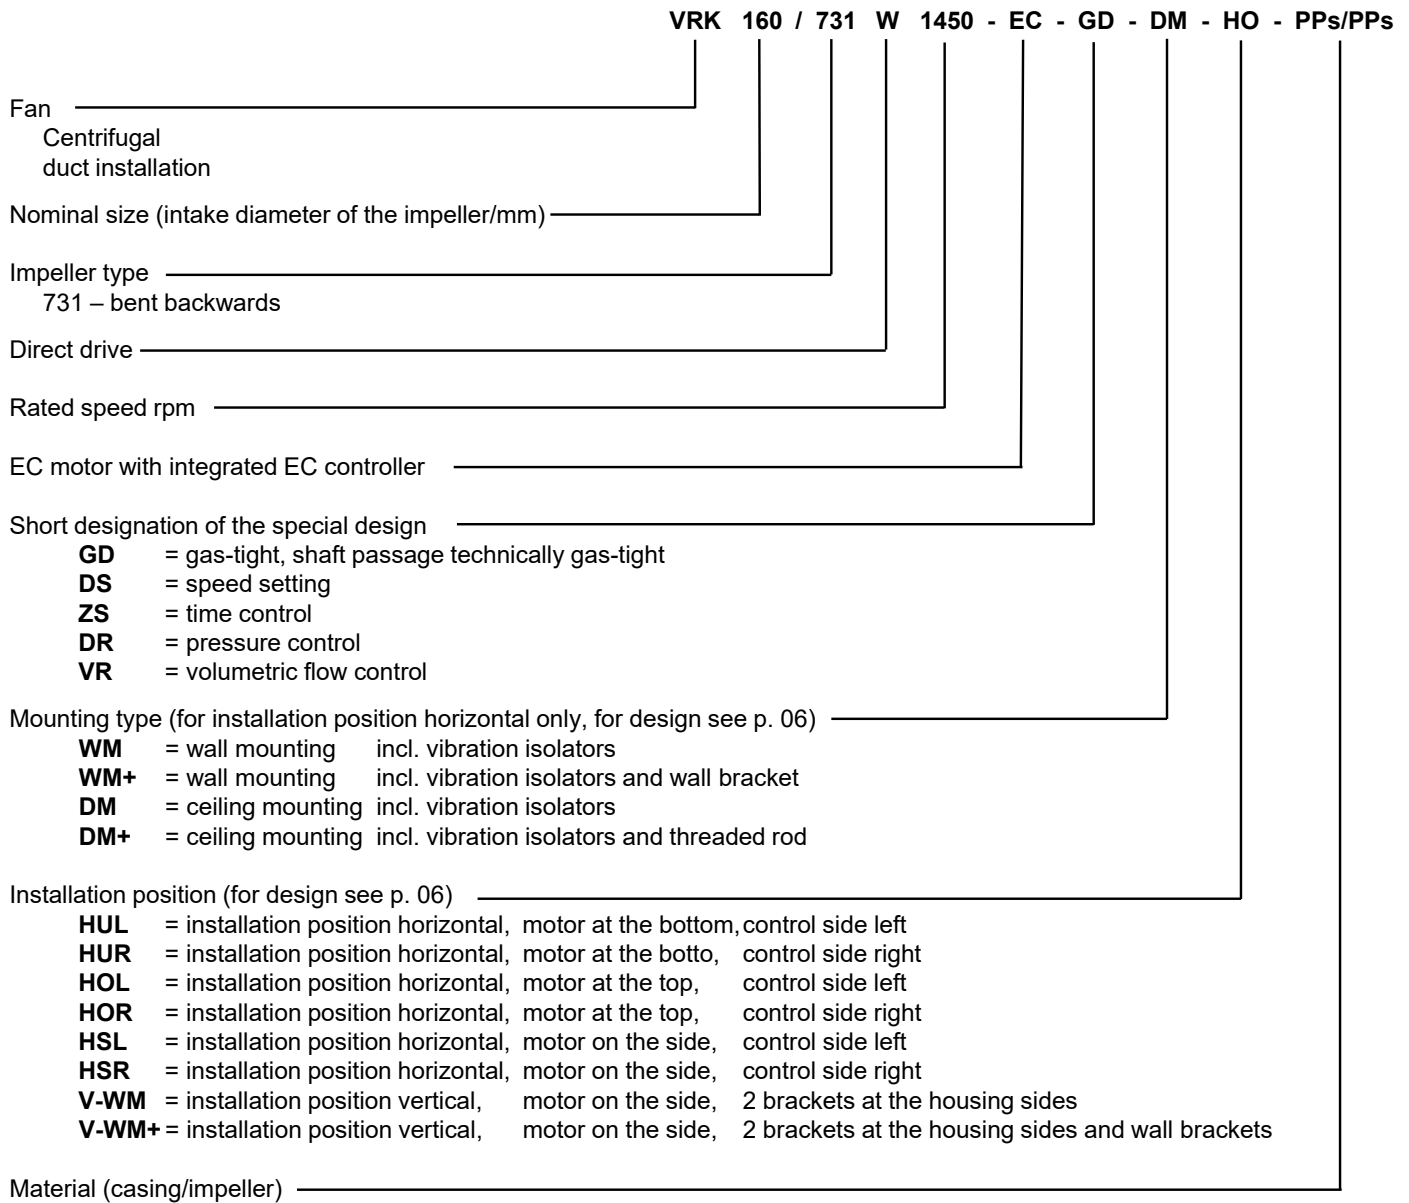 VRK 160 / 731 W 1450 - EC - GD - DM - HO - PPs/PPs
Fan
Centrifugal
duct installation
Nominal size (intake diameter of the impeller/mm)
Impeller type
731 – bent backwards
Direct drive
Rated speed rpm
EC motor with integrated EC controller
Short designation of the special design
GD = gas-tight, shaft passage technically gas-tight
DS = speed setting
ZS = time control
DR = pressure control
VR = volumetric flow control
Mounting type (for installation position horizontal only, for design see p. 06)
WM = wall mounting incl. vibration isolators
WM+ = wall mounting incl. vibration isolators and wall bracket
DM = ceiling mounting incl. vibration isolators
DM+ = ceiling mounting incl. vibration isolators and threaded rod
Installation position (for design see p. 06)
HUL = installation position horizontal, motor at the bottom, control side left
HUR = installation position horizontal, motor at the botto, control side right
HOL = installation position horizontal, motor at the top, control side left
HOR = installation position horizontal, motor at the top, control side right
HSL = installation position horizontal, motor on the side, control side left
HSR = installation position horizontal, motor on the side, control side right
V-WM = installation position vertical, motor on the side, 2 brackets at the housing sides
V-WM+ = installation position vertical, motor on the side, 2 brackets at the housing sides and wall brackets
Material (casing/impeller)